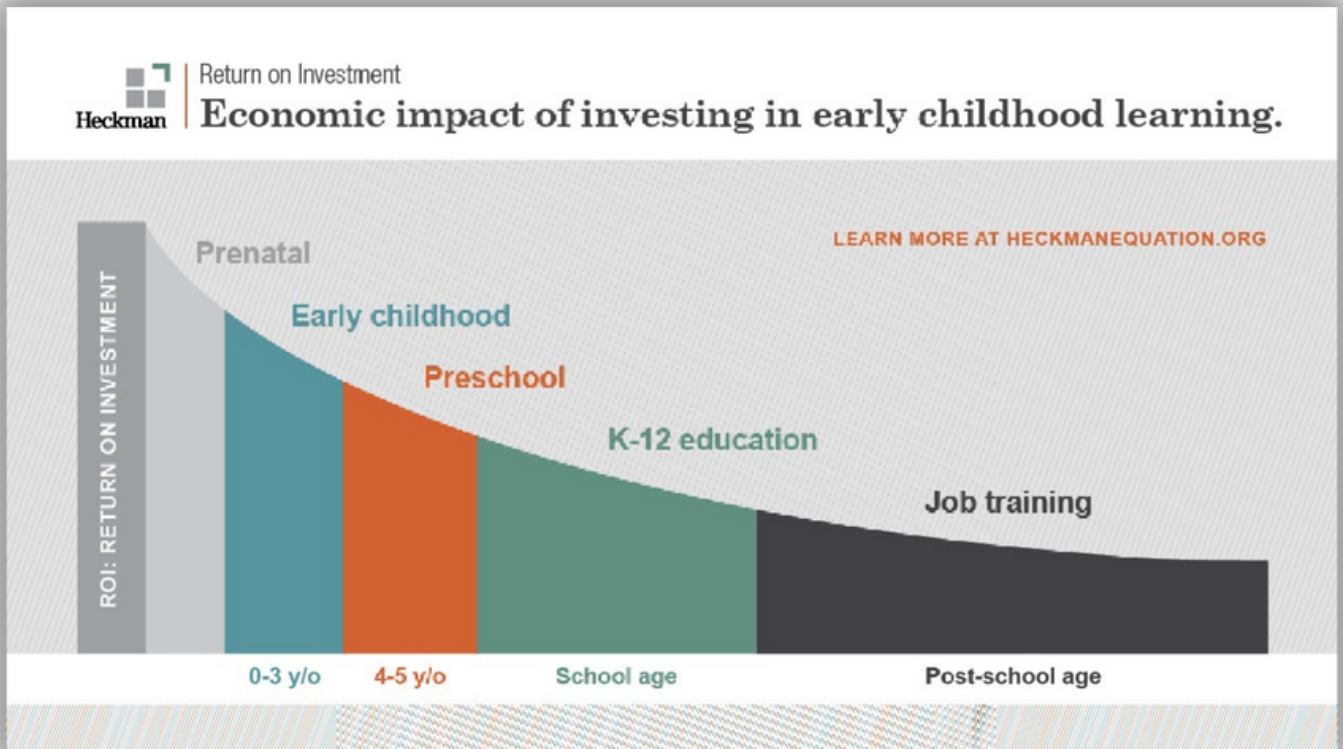 Heckman
Return on Investment
Economic impact of investing in early childhood learning.
LEARN MORE AT HECKMANEQUATION.ORG
ROI: RETURN ON INVESTMENT
Prenatal
Early childhood
Preschool
K-12 education
Job training
0-3 y/o
4-5 y/o
School age
Post-school age